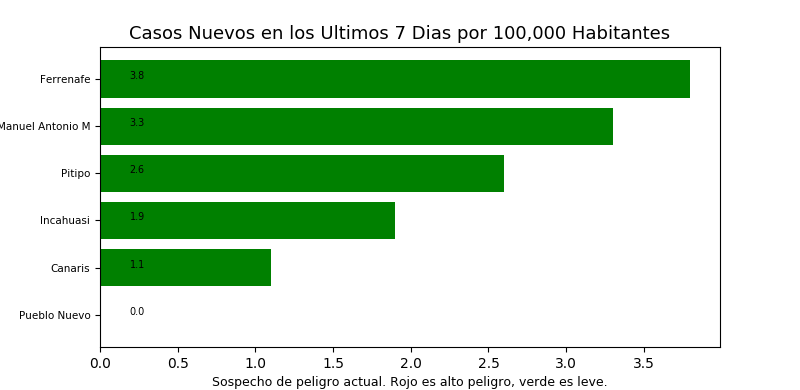 Casos Nuevos en los Ultimos 7 Dias por 100,000 Habitantes
Ferrenafe 3.8
Manuel Antonio M 3.3
Pitipo 2.6
Incahuasi 1.9
Canaris 1.1
Pueblo Nuevo 0.0
0.0 0.5 1.0 1.5 2.0 2.5 3.0 3.5
Sospecho de peligro actual. Rojo es alto peligro, verde es leve.